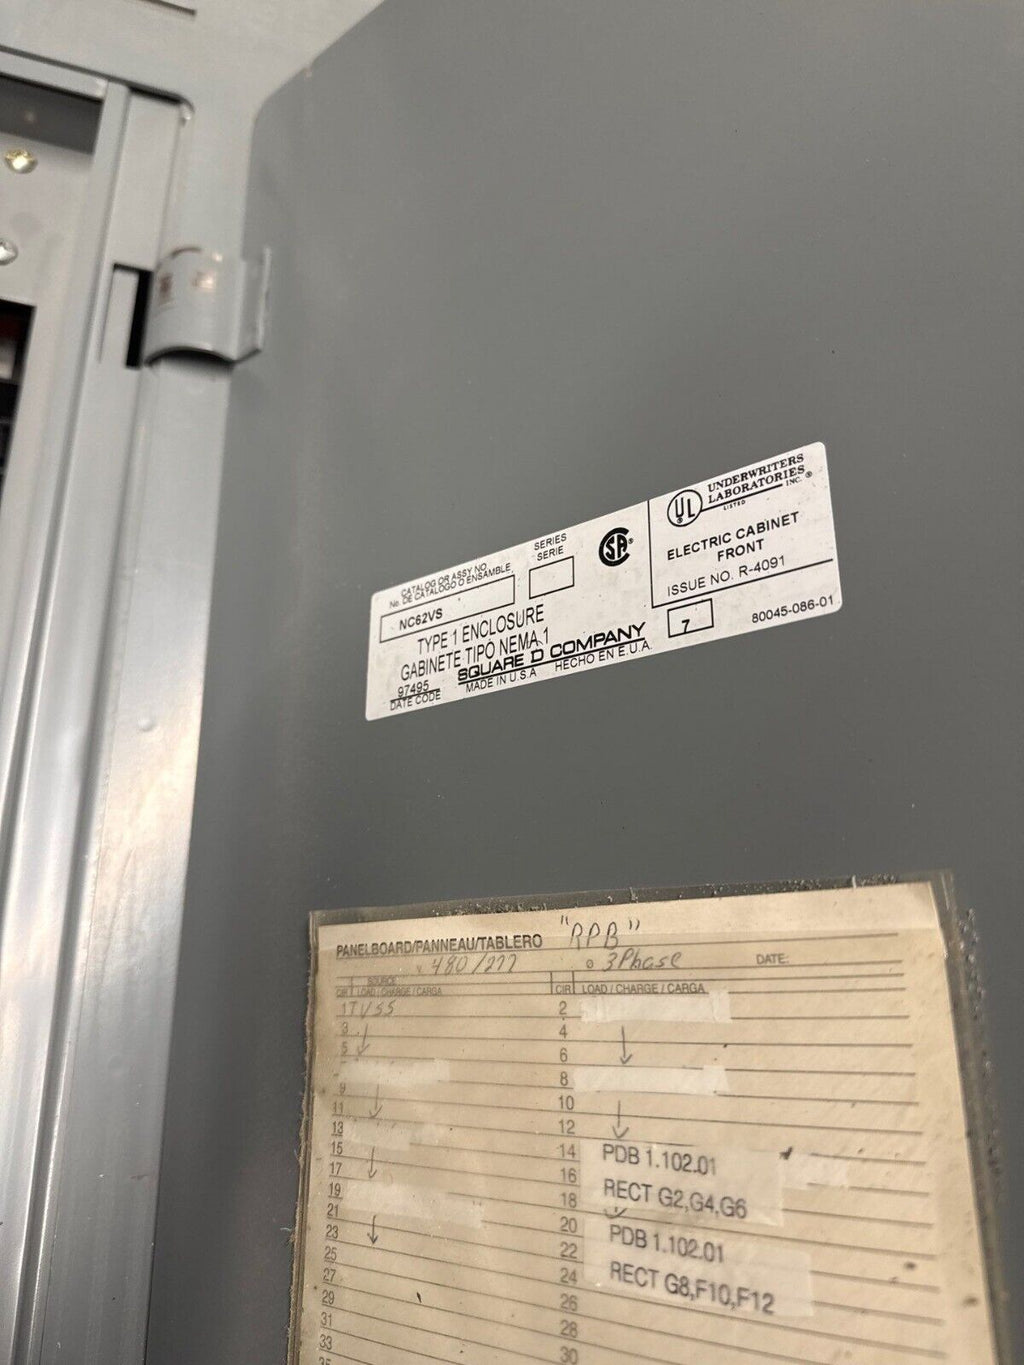 CATALOG OR ASSY NO.
No. DE CATALOGO O ENSAMBLE
NC62VS
SERIES
SERIE
SA®
TYPE 1 ENCLOSURE
GABINETE TIPO NEMA 1
97495
DATE CODE
SQUARE D COMPANY
MADE IN U.S.A HECHO EN E.U.A.
UL®
UNDERWRITERS
LABORATORIES
INC.®
LISTED
ELECTRIC CABINET
FRONT
ISSUE NO. R-4091
7
80045-086-01
"RPB"
PANELBOARD/PANNEAU/TABLERO
V 480/277 ø 3Phase DATE:
SOURCE
CIR LOAD / CHARGE / CARGA CIR LOAD / CHARGE / CARGA
1 TVSS 2
3 4
5 6
8
9 10
11 12
13 14 PDB 1.102.01
15 16 RECT G2,G4,G6
17 18
19 20 PDB 1.102.01
21 22 RECT G8,F10,F12
23 24
25 26
27 28
29 30
31
33
35